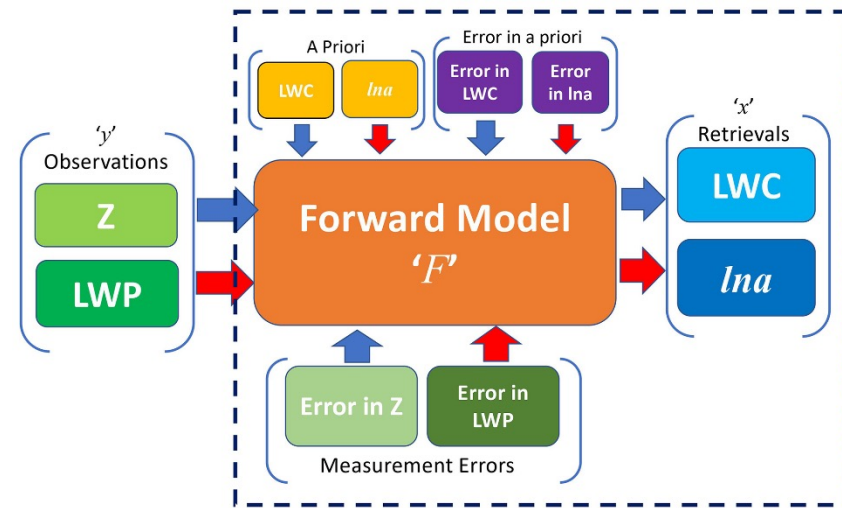 A Priori
LWC
lna
Error in a priori
Error in
LWC
Error
in lna
‘y’
Observations
Z
LWP
Forward Model
‘F’
‘x’
Retrievals
LWC
lna
Error in Z
Error in
LWP
Measurement Errors